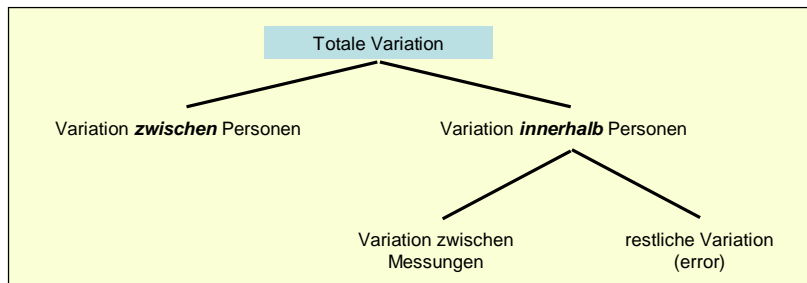 Totale Variation
Variation zwischen Personen
Variation innerhalb Personen
Variation zwischen
Messungen
restliche Variation
(error)